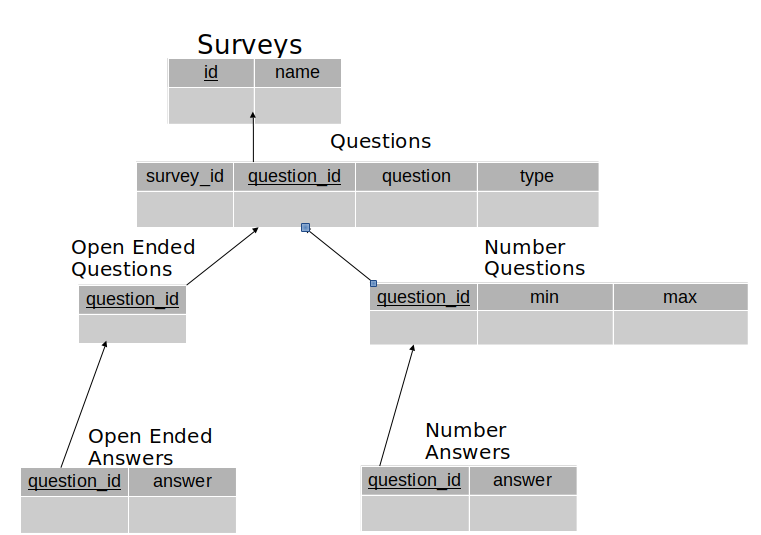 Surveys
id name
Questions
survey_id question_id question type
Open Ended
Questions
question_id
Number
Questions
question_id min max
Open Ended
Answers
question_id answer
Number
Answers
question_id answer